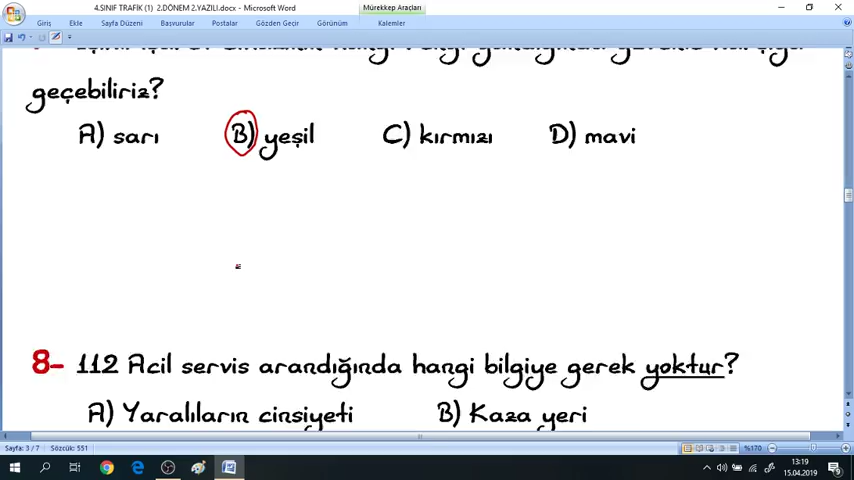 4.SINIF TRAFİK (1) 2.DÖNEM 2.YAZILI.docx - Microsoft Word
Mürekkep Araçları
Giriş Ekle Sayfa Düzeni Başvurular Postalar Gözden Geçir Görünüm Kalemler
geçebiliriz?
A) sarı B) yeşil C) kırmızı D) mavi
8- 112 Acil servis arandığında hangi bilgiye gerek yoktur?
A) Yaralıların cinsiyeti B) Kaza yeri
Sayfa: 3 / 7 Sözcük: 551 %170
13:19
15.04.2019